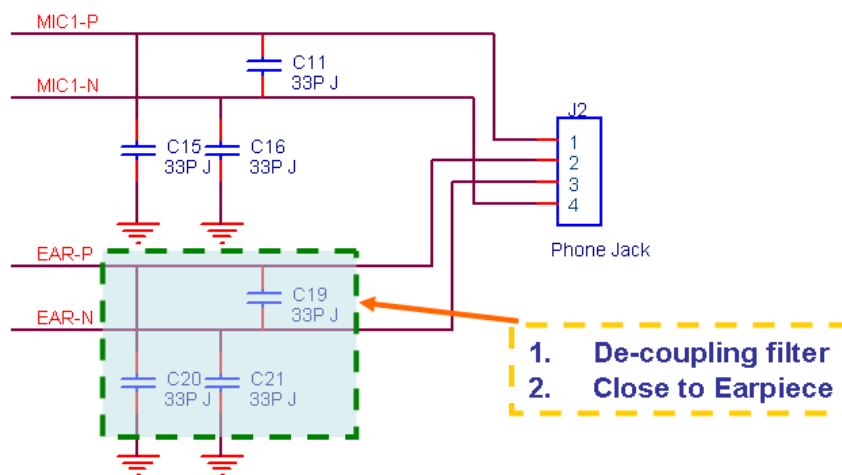 MIC1-P
C11
33P J
MIC1-N
J2
C15
33P J
C16
33P J
1
2
3
4
Phone Jack
EAR-P
C19
33P J
EAR-N
C20
33P J
C21
33P J
1. De-coupling filter
2. Close to Earpiece